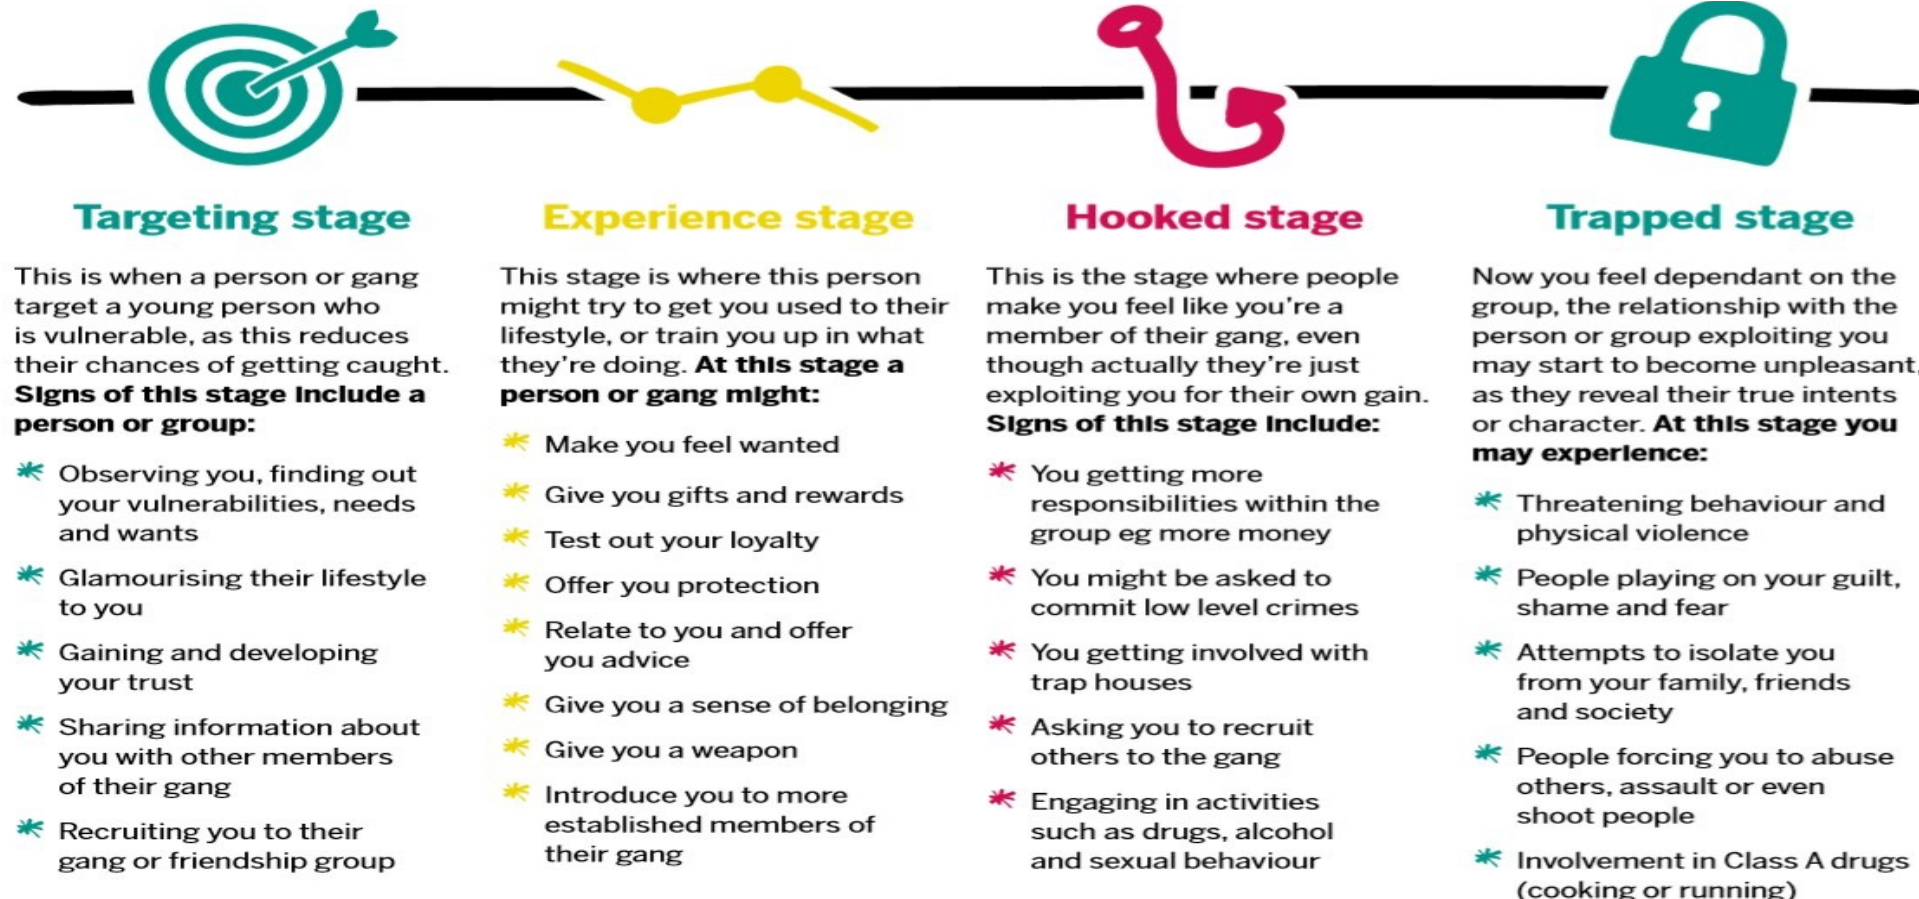 Targeting stage
This is when a person or gang
target a young person who
is vulnerable, as this reduces
their chances of getting caught.
Signs of this stage include a
person or group:
Observing you, finding out
your vulnerabilities, needs
and wants
Glamourising their lifestyle
to you
Gaining and developing
your trust
Sharing information about
you with other members
of their gang
Recruiting you to their
gang or friendship group
Experience stage
This stage is where this person
might try to get you used to their
lifestyle, or train you up in what
they're doing. At this stage a
person or gang might:
Make you feel wanted
Give you gifts and rewards
Test out your loyalty
Offer you protection
Relate to you and offer
you advice
Give you a sense of belonging
Give you a weapon
Introduce you to more
established members of
their gang
Hooked stage
This is the stage where people
make you feel like you're a
member of their gang, even
though actually they're just
exploiting you for their own gain.
Signs of this stage include:
You getting more
responsibilities within the
group eg more money
You might be asked to
commit low level crimes
You getting involved with
trap houses
Asking you to recruit
others to the gang
Engaging in activities
such as drugs, alcohol
and sexual behaviour
Trapped stage
Now you feel dependant on the
group, the relationship with the
person or group exploiting you
may start to become unpleasant,
as they reveal their true intents
or character. At this stage you
may experience:
Threatening behaviour and
physical violence
People playing on your guilt,
shame and fear
Attempts to isolate you
from your family, friends
and society
People forcing you to abuse
others, assault or even
shoot people
Involvement in Class A drugs
(cooking or running)